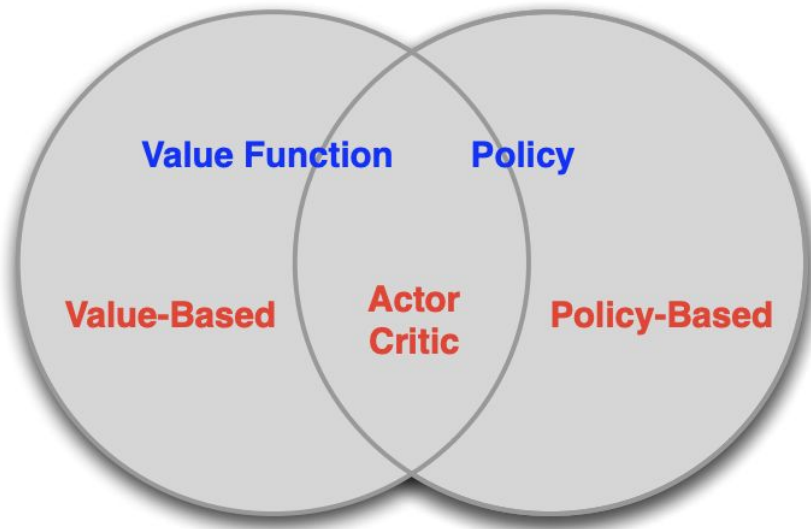 Value Function
Policy
Value-Based
Actor
Critic
Policy-Based